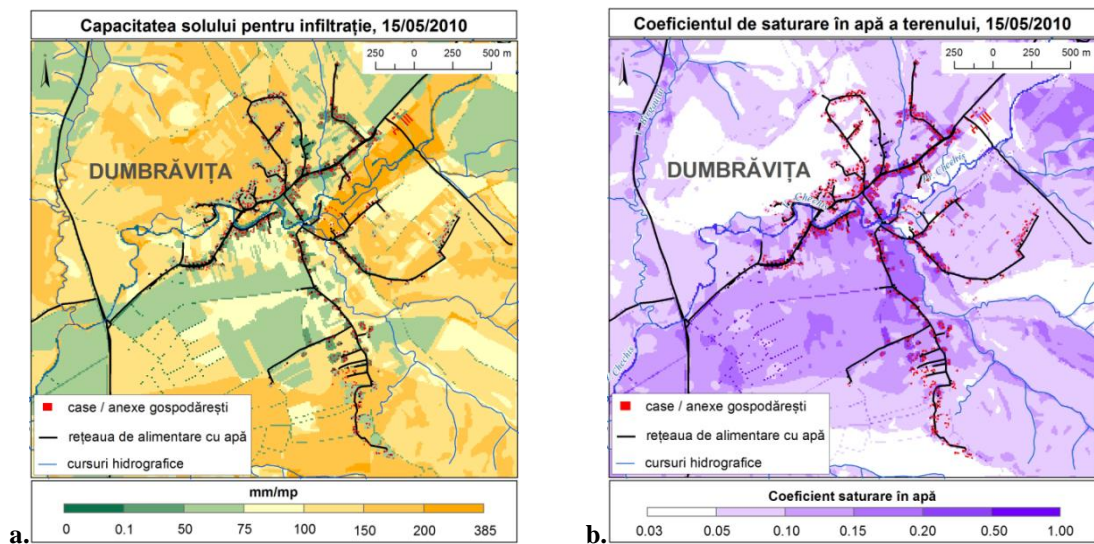 Capacitatea solului pentru infiltrație, 15/05/2010
250 0 250 500 m
DUMBRĂVIȚA
case / anexe gospodărești
rețeaua de alimentare cu apă
cursuri hidrografice
mm/mp
0 0.1 50 75 100 150 200 385
a.
Coeficientul de saturare în apă a terenului, 15/05/2010
250 0 250 500 m
DUMBRĂVIȚA
Chechiș
Chechiș
case / anexe gospodărești
rețeaua de alimentare cu apă
cursuri hidrografice
Coeficient saturare în apă
0.03 0.05 0.10 0.15 0.20 0.50 1.00
b.